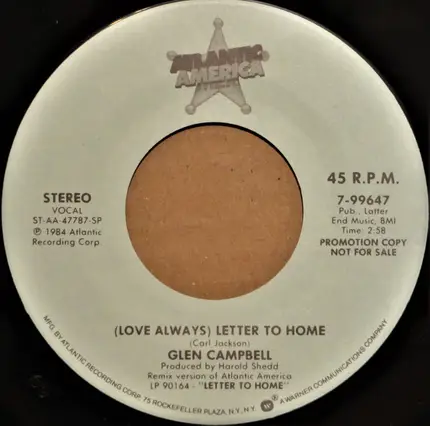 ATLANTIC
AMERICA
STEREO
VOCAL
ST-AA-47787-SP
℗ 1984 Atlantic
Recording Corp.
45 R.P.M.
7-99647
Pub., Latter
End Music, BMI
Time: 2:58
PROMOTION COPY
NOT FOR SALE
(LOVE ALWAYS) LETTER TO HOME
(Carl Jackson)
GLEN CAMPBELL
Produced by Harold Shedd
Remix version of Atlantic America
LP 90164 - "LETTER TO HOME"
MFG. BY ATLANTIC RECORDING CORP. 75 ROCKEFELLER PLAZA, N.Y., N.Y. A WARNER COMMUNICATIONS COMPANY